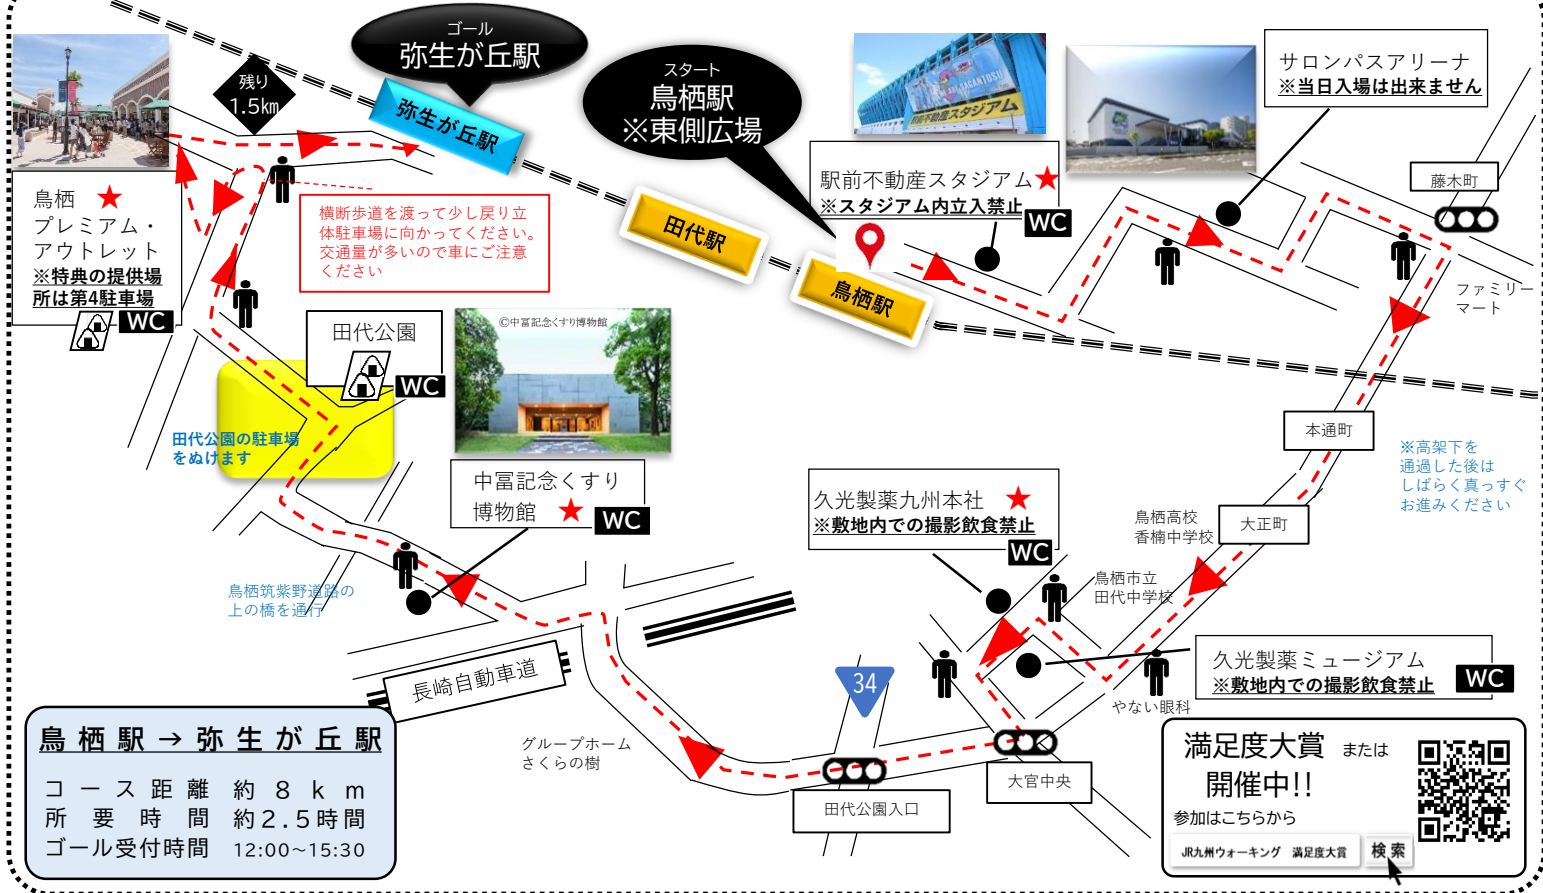 ゴール
弥生が丘駅
スタート
鳥栖駅
※東側広場
サロンパスアリーナ
※当日入場は出来ません
残り
1.5km
弥生が丘駅
駅前不動産スタジアム
駅前不動産スタジアム★
※スタジアム内立入禁止
WC
藤木町
鳥栖 ★
プレミアム・
アウトレット
※特典の提供場
所は第4駐車場
WC
横断歩道を渡って少し戻り立
体駐車場に向かってください。
交通量が多いので車にご注意
ください
田代駅
鳥栖駅
ファミリー
マート
田代公園
WC
©中冨記念くすり博物館
田代公園の駐車場
をぬけます
本通町
※高架下を
通過した後は
しばらく真っすぐ
お進みください
中冨記念くすり
博物館 ★
WC
久光製薬九州本社 ★
※敷地内での撮影飲食禁止
WC
鳥栖高校
香楠中学校
大正町
鳥栖市立
田代中学校
鳥栖筑紫野道路の
上の橋を通行
長崎自動車道
34
久光製薬ミュージアム
※敷地内での撮影飲食禁止
WC
やない眼科
グループホーム
さくらの樹
大官中央
田代公園入口
鳥栖駅→弥生が丘駅
コース距離 約8km
所要時間 約2.5時間
ゴール受付時間 12:00~15:30
満足度大賞 または
開催中!!
参加はこちらから
JR九州ウォーキング 満足度大賞 検索